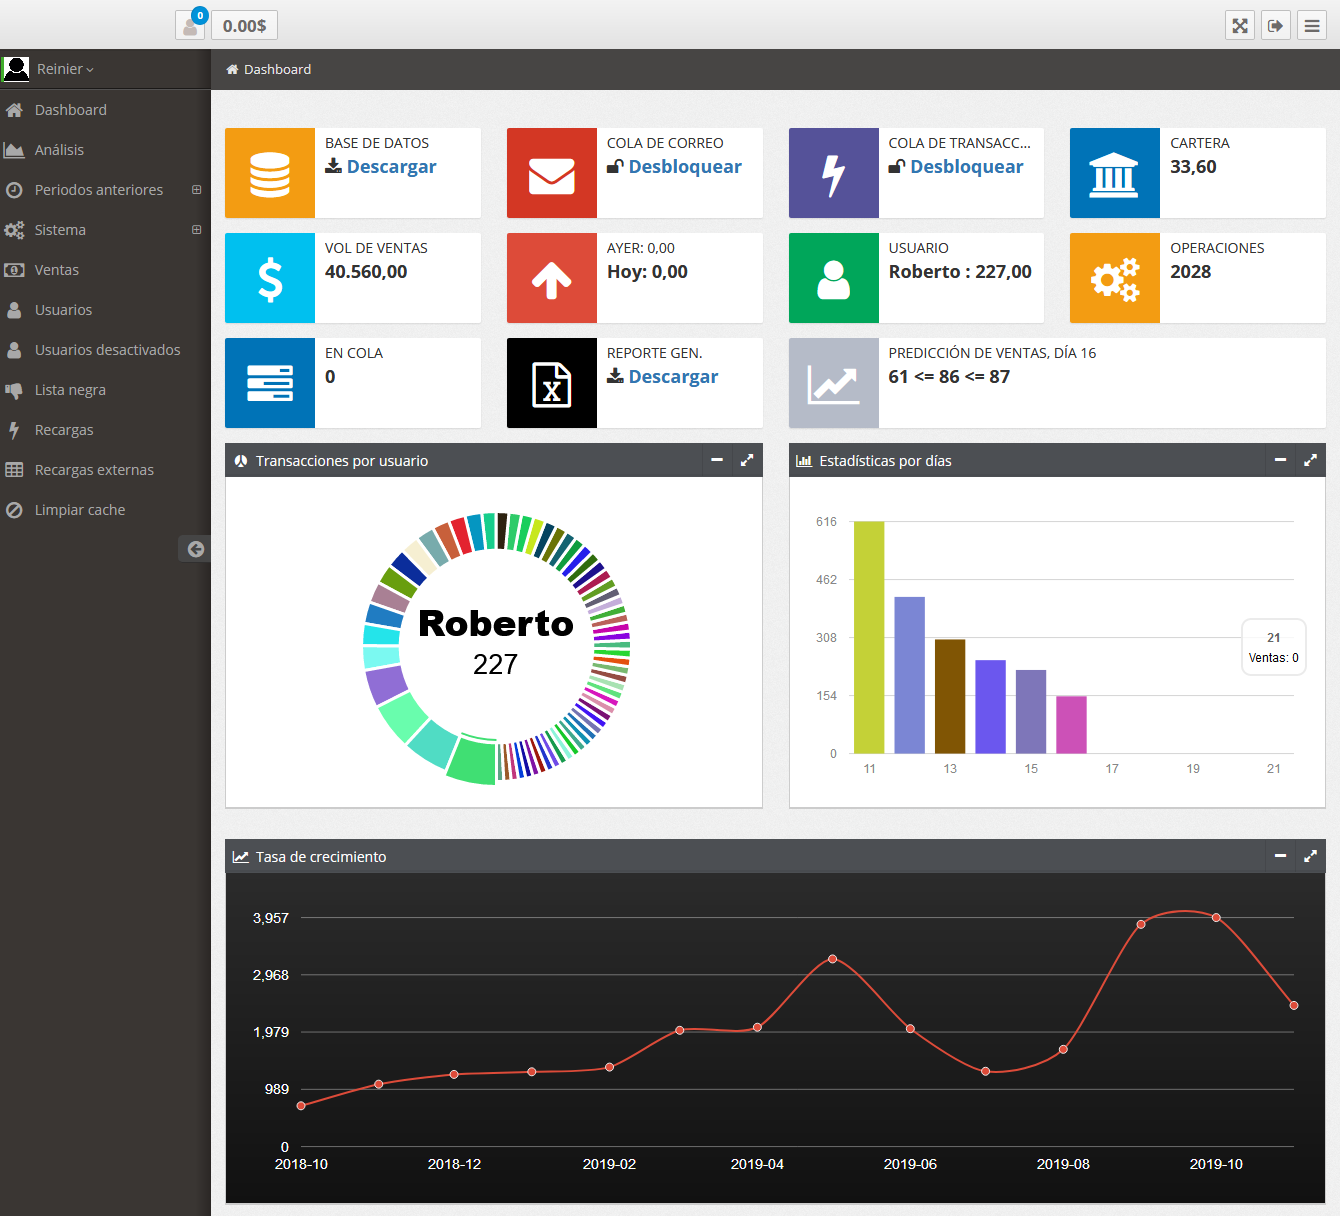 0
0.00$
Reinier
Dashboard
Dashboard
Análisis
Periodos anteriores
Sistema
Ventas
Usuarios
Usuarios desactivados
Lista negra
Recargas
Recargas externas
Limpiar cache
BASE DE DATOS
Descargar
COLA DE CORREO
Desbloquear
COLA DE TRANSACC...
Desbloquear
CARTERA
33,60
VOL DE VENTAS
40.560,00
AYER: 0,00
Hoy: 0,00
USUARIO
Roberto : 227,00
OPERACIONES
2028
EN COLA
0
REPORTE GEN.
Descargar
PREDICCIÓN DE VENTAS, DÍA 16
61 <= 86 <= 87
Transacciones por usuario
Roberto
227
Estadísticas por días
616
462
308
154
0
11 13 15 17 19 21
21
Ventas: 0
Tasa de crecimiento
3,957
2,968
1,979
989
0
2018-10 2018-12 2019-02 2019-04 2019-06 2019-08 2019-10